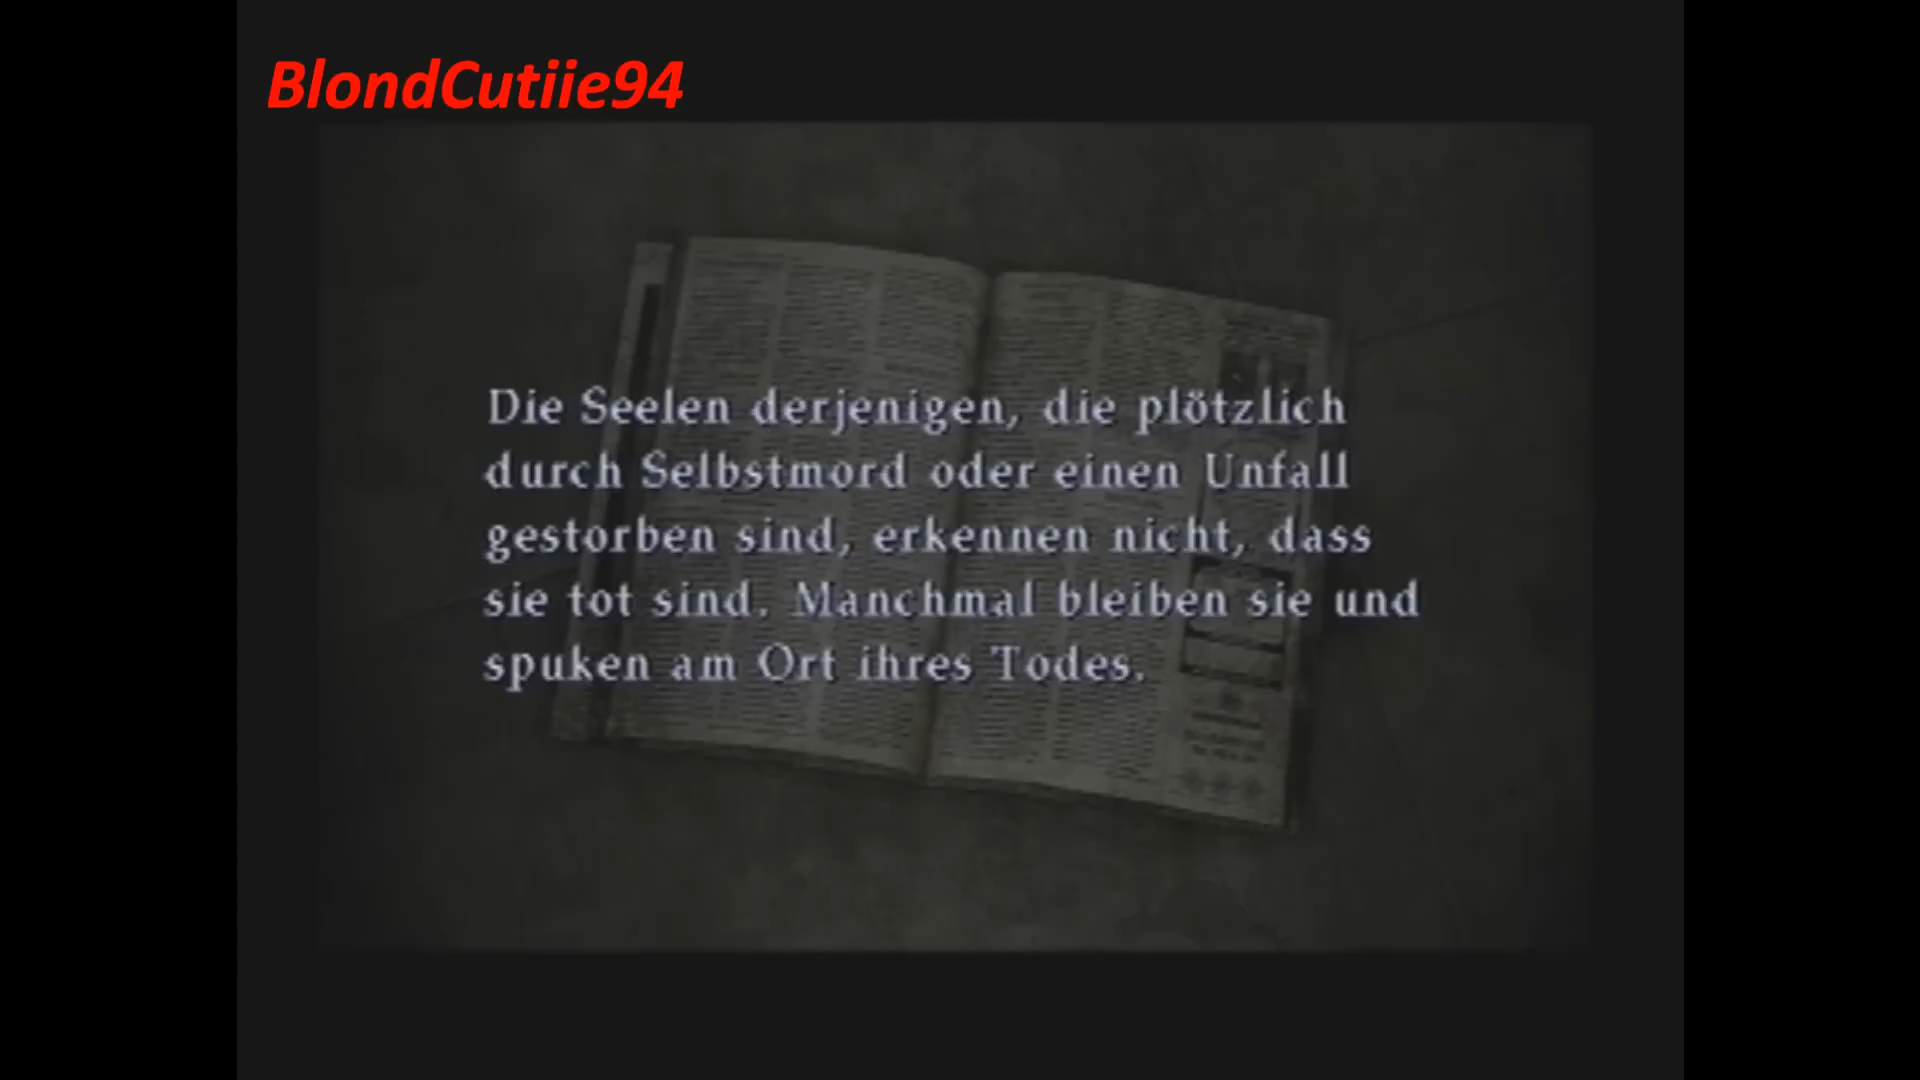 BlondCutiie94
Die Seelen derjenigen, die plötzlich
durch Selbstmord oder einen Unfall
gestorben sind, erkennen nicht, dass
sie tot sind. Manchmal bleiben sie und
spuken am Ort ihres Todes.